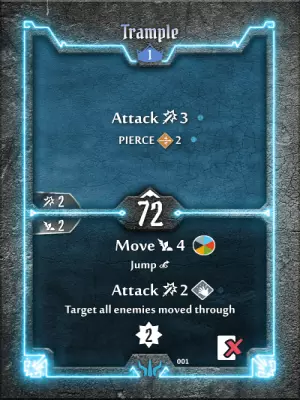 Trample
1
Attack 3
PIERCE 2
2
72
2
Move 4
Jump
Attack 2
Target all enemies moved through
2
001